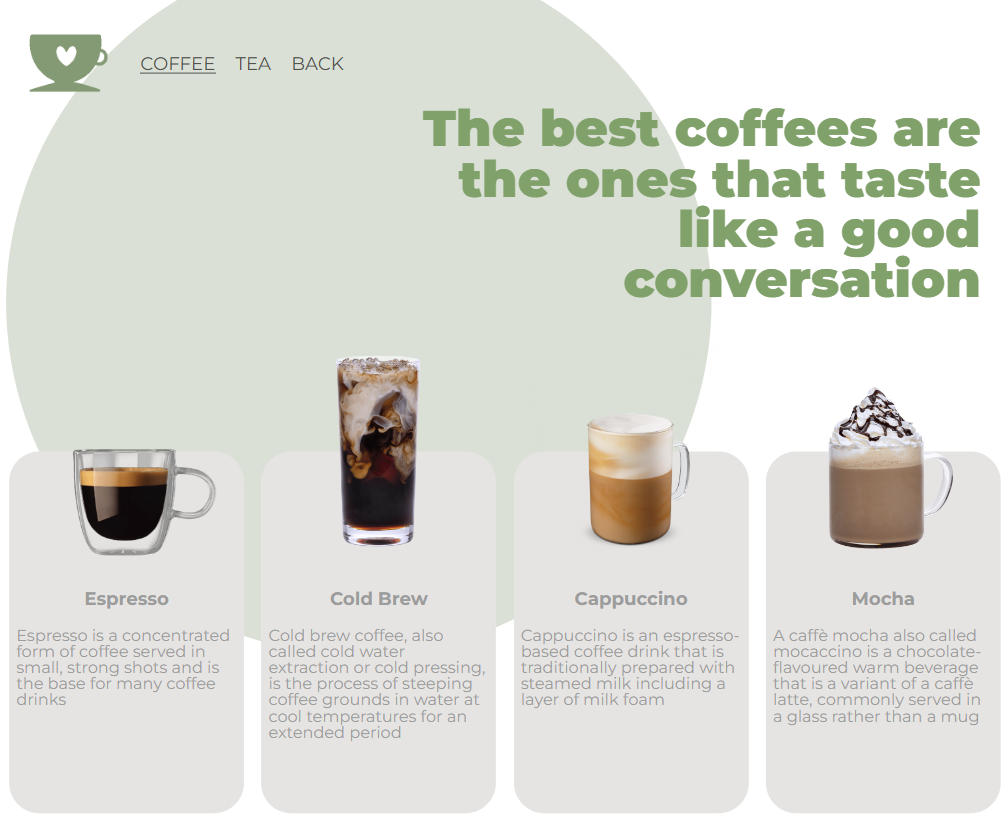 COFFEE TEA BACK
The best coffees are
the ones that taste
like a good
conversation
Espresso
Espresso is a concentrated
form of coffee served in
small, strong shots and is
the base for many coffee
drinks
Cold Brew
Cold brew coffee, also
called cold water
extraction or cold pressing,
is the process of steeping
coffee grounds in water at
cool temperatures for an
extended period
Cappuccino
Cappuccino is an espresso-
based coffee drink that is
traditionally prepared with
steamed milk including a
layer of milk foam
Mocha
A caffè mocha also called
mocaccino is a chocolate-
flavoured warm beverage
that is a variant of a caffè
latte, commonly served in
a glass rather than a mug